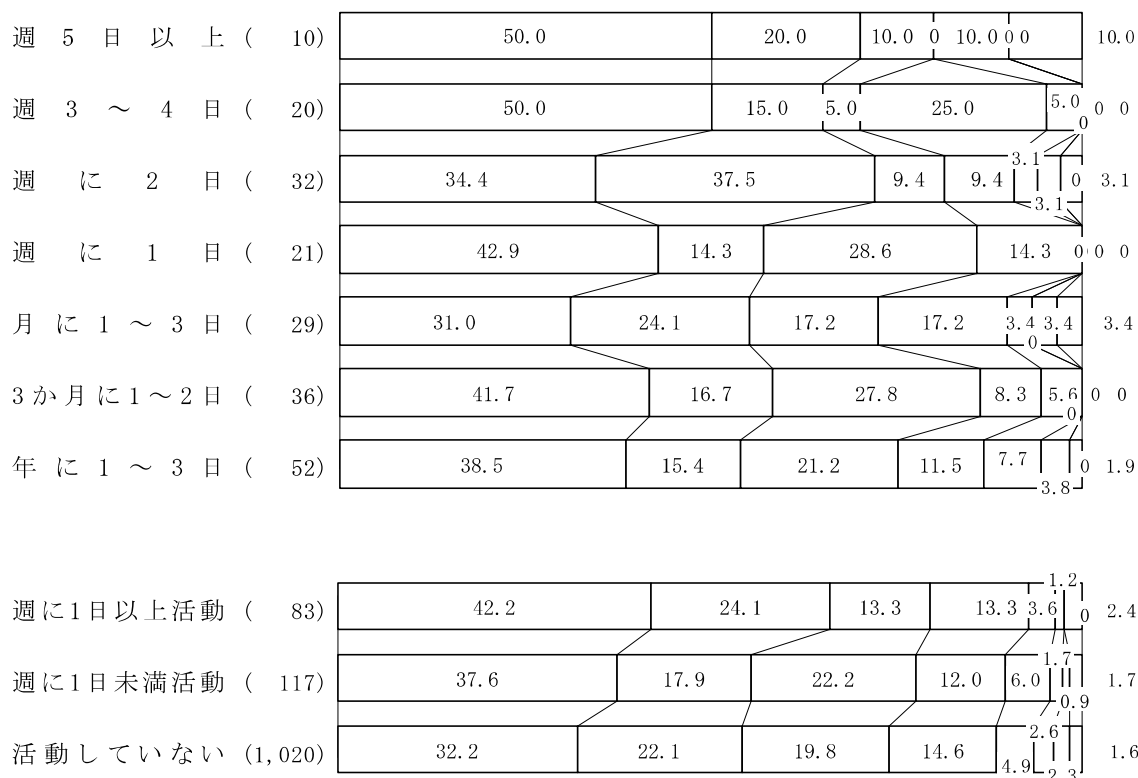 週5日以上( 10) 50.0 20.0 10.0 0 10.0 0 0 10.0
週3～4日( 20) 50.0 15.0 5.0 25.0 5.0 0 0 0
週に2日( 32) 34.4 37.5 9.4 9.4 3.1 3.1 0 3.1
週に1日( 21) 42.9 14.3 28.6 14.3 0 0 0 0
月に1～3日( 29) 31.0 24.1 17.2 17.2 3.4 0 3.4 3.4
3か月に1～2日( 36) 41.7 16.7 27.8 8.3 5.6 0 0 0
年に1～3日( 52) 38.5 15.4 21.2 11.5 7.7 3.8 0 1.9
週に1日以上活動( 83) 42.2 24.1 13.3 13.3 3.6 1.2 0 2.4
週に1日未満活動( 117) 37.6 17.9 22.2 12.0 6.0 1.7 0.9 1.7
活動していない(1,020) 32.2 22.1 19.8 14.6 4.9 2.6 1.6